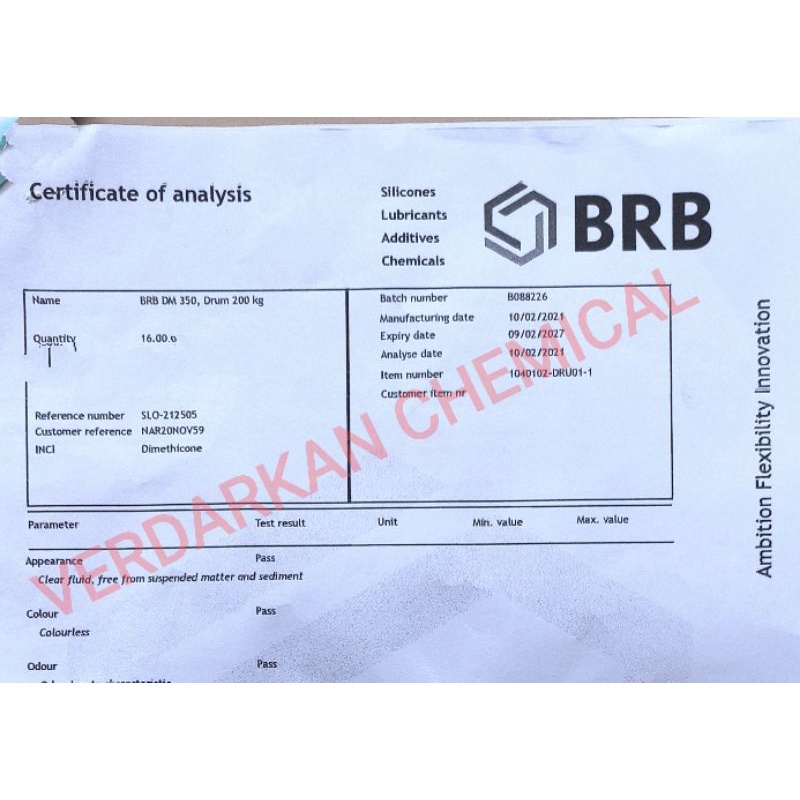 Certificate of analysis
Silicones
Lubricants
Additives
Chemicals
BRB
Name BRB DM 350, Drum 200 kg
Quantity 16.00.0
Reference number SLO-212505
Customer reference NAR20NOV59
INCI Dimethicone
Batch number B088226
Manufacturing date 10/02/2021
Expiry date 09/02/2027
Analyse date 10/02/2021
Item number 1040102-DRU01-1
Customer item nr
Parameter Test result Unit Min. value Max. value
Appearance Pass
Clear fluid, free from suspended matter and sediment
Colour Pass
Colourless
Odour Pass
Ambition Flexibility Innovation
VERDARKAN CHEMICAL